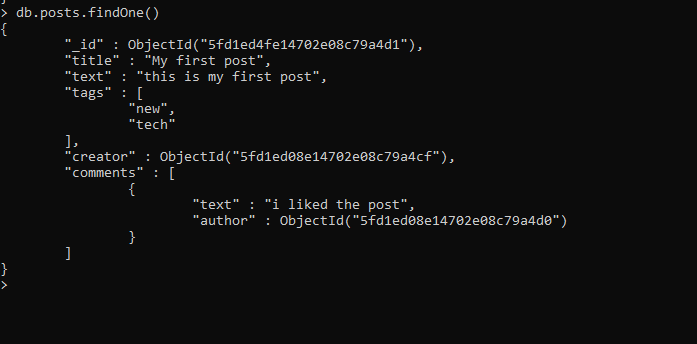 }
> db.posts.findOne()
{
        "_id" : ObjectId("5fd1ed4fe14702e08c79a4d1"),
        "title" : "My first post",
        "text" : "this is my first post",
        "tags" : [
                "new",
                "tech"
        ],
        "creator" : ObjectId("5fd1ed08e14702e08c79a4cf"),
        "comments" : [
                {
                        "text" : "i liked the post",
                        "author" : ObjectId("5fd1ed08e14702e08c79a4d0")
                }
        ]
}
>